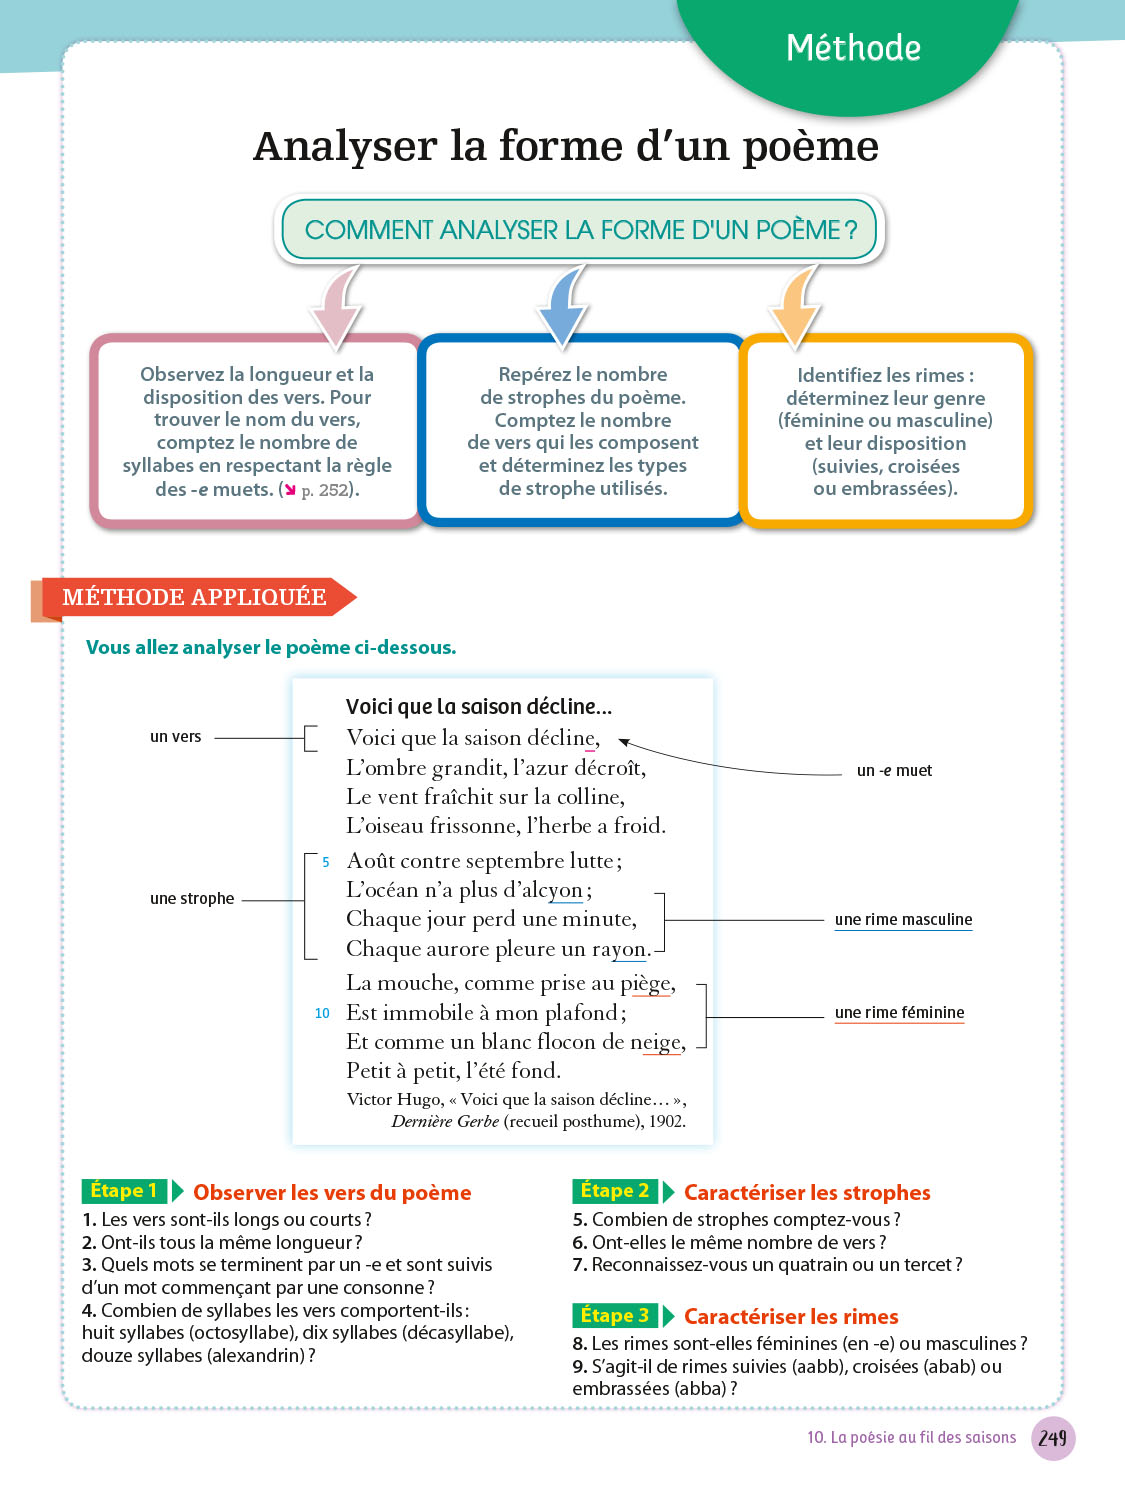 Méthode
Analyser la forme d’un poème
COMMENT ANALYSER LA FORME D'UN POÈME ?
Observez la longueur et la
disposition des vers. Pour
trouver le nom du vers,
comptez le nombre de
syllabes en respectant la règle
des -e muets. (➘ p. 252).
Repérez le nombre
de strophes du poème.
Comptez le nombre
de vers qui les composent
et déterminez les types
de strophe utilisés.
Identifiez les rimes :
déterminez leur genre
(féminine ou masculine)
et leur disposition
(suivies, croisées
ou embrassées).
MÉTHODE APPLIQUÉE
Vous allez analyser le poème ci-dessous.
Voici que la saison décline...
un vers
Voici que la saison décline,
L’ombre grandit, l’azur décroît,
un -e muet
Le vent fraîchit sur la colline,
L’oiseau frissonne, l’herbe a froid.
5 Août contre septembre lutte ;
L’océan n’a plus d’alcyon ;
une strophe
Chaque jour perd une minute,
une rime masculine
Chaque aurore pleure un rayon.
La mouche, comme prise au piège,
10 Est immobile à mon plafond ;
une rime féminine
Et comme un blanc flocon de neige,
Petit à petit, l’été fond.
Victor Hugo, « Voici que la saison décline… »,
Dernière Gerbe (recueil posthume), 1902.
Étape 1 Observer les vers du poème
1. Les vers sont-ils longs ou courts ?
2. Ont-ils tous la même longueur ?
3. Quels mots se terminent par un -e et sont suivis
d’un mot commençant par une consonne ?
4. Combien de syllabes les vers comportent-ils :
huit syllabes (octosyllabe), dix syllabes (décasyllabe),
douze syllabes (alexandrin) ?
Étape 2 Caractériser les strophes
5. Combien de strophes comptez-vous ?
6. Ont-elles le même nombre de vers ?
7. Reconnaissez-vous un quatrain ou un tercet ?
Étape 3 Caractériser les rimes
8. Les rimes sont-elles féminines (en -e) ou masculines ?
9. S’agit-il de rimes suivies (aabb), croisées (abab) ou
embrassées (abba) ?
10. La poésie au fil des saisons 249